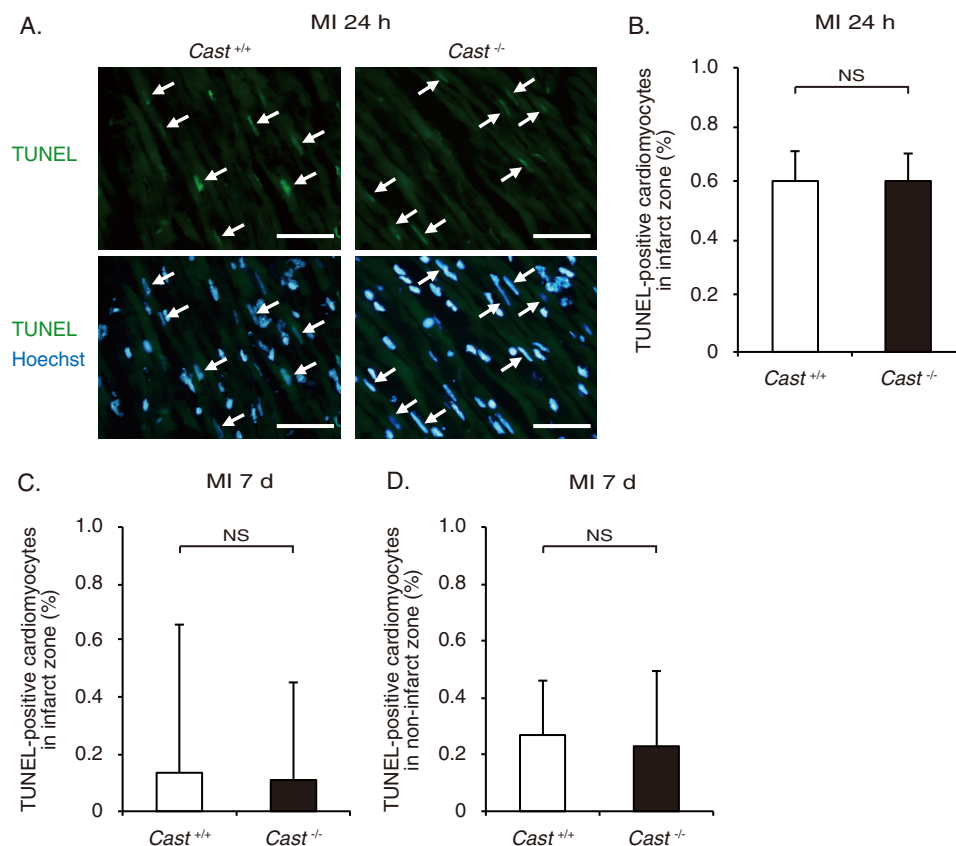 A.
MI 24 h
Cast +/+
Cast -/-
TUNEL
TUNEL
Hoechst
B.
MI 24 h
TUNEL-positive cardiomyocytes
in infarct zone (%)
1.0
0.8
0.6
0.4
0.2
0
NS
Cast +/+
Cast -/-
C.
MI 7 d
TUNEL-positive cardiomyocytes
in infarct zone (%)
1.0
0.8
0.6
0.4
0.2
0
NS
Cast +/+
Cast -/-
D.
MI 7 d
TUNEL-positive cardiomyocytes
in non-infarct zone (%)
1.0
0.8
0.6
0.4
0.2
0
NS
Cast +/+
Cast -/-